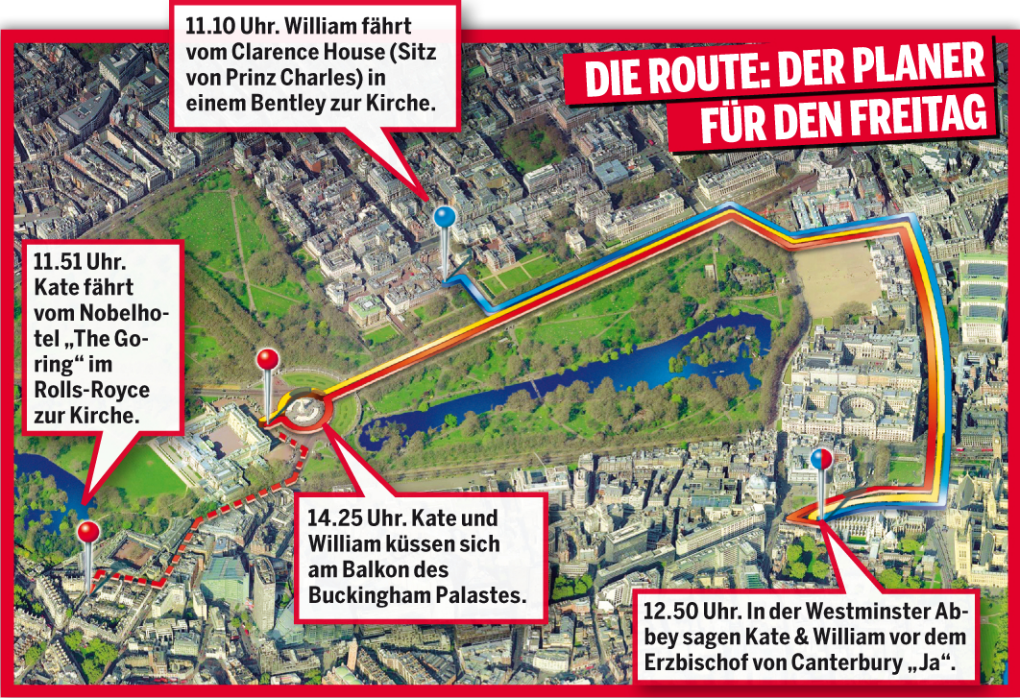 11.10 Uhr. William fährt
vom Clarence House (Sitz
von Prinz Charles) in
einem Bentley zur Kirche.
DIE ROUTE: DER PLANER
FÜR DEN FREITAG
11.51 Uhr.
Kate fährt
vom Nobelho-
tel „The Go-
ring“ im
Rolls-Royce
zur Kirche.
14.25 Uhr. Kate und
William küssen sich
am Balkon des
Buckingham Palastes.
12.50 Uhr. In der Westminster Ab-
bey sagen Kate & William vor dem
Erzbischof von Canterbury „Ja“.